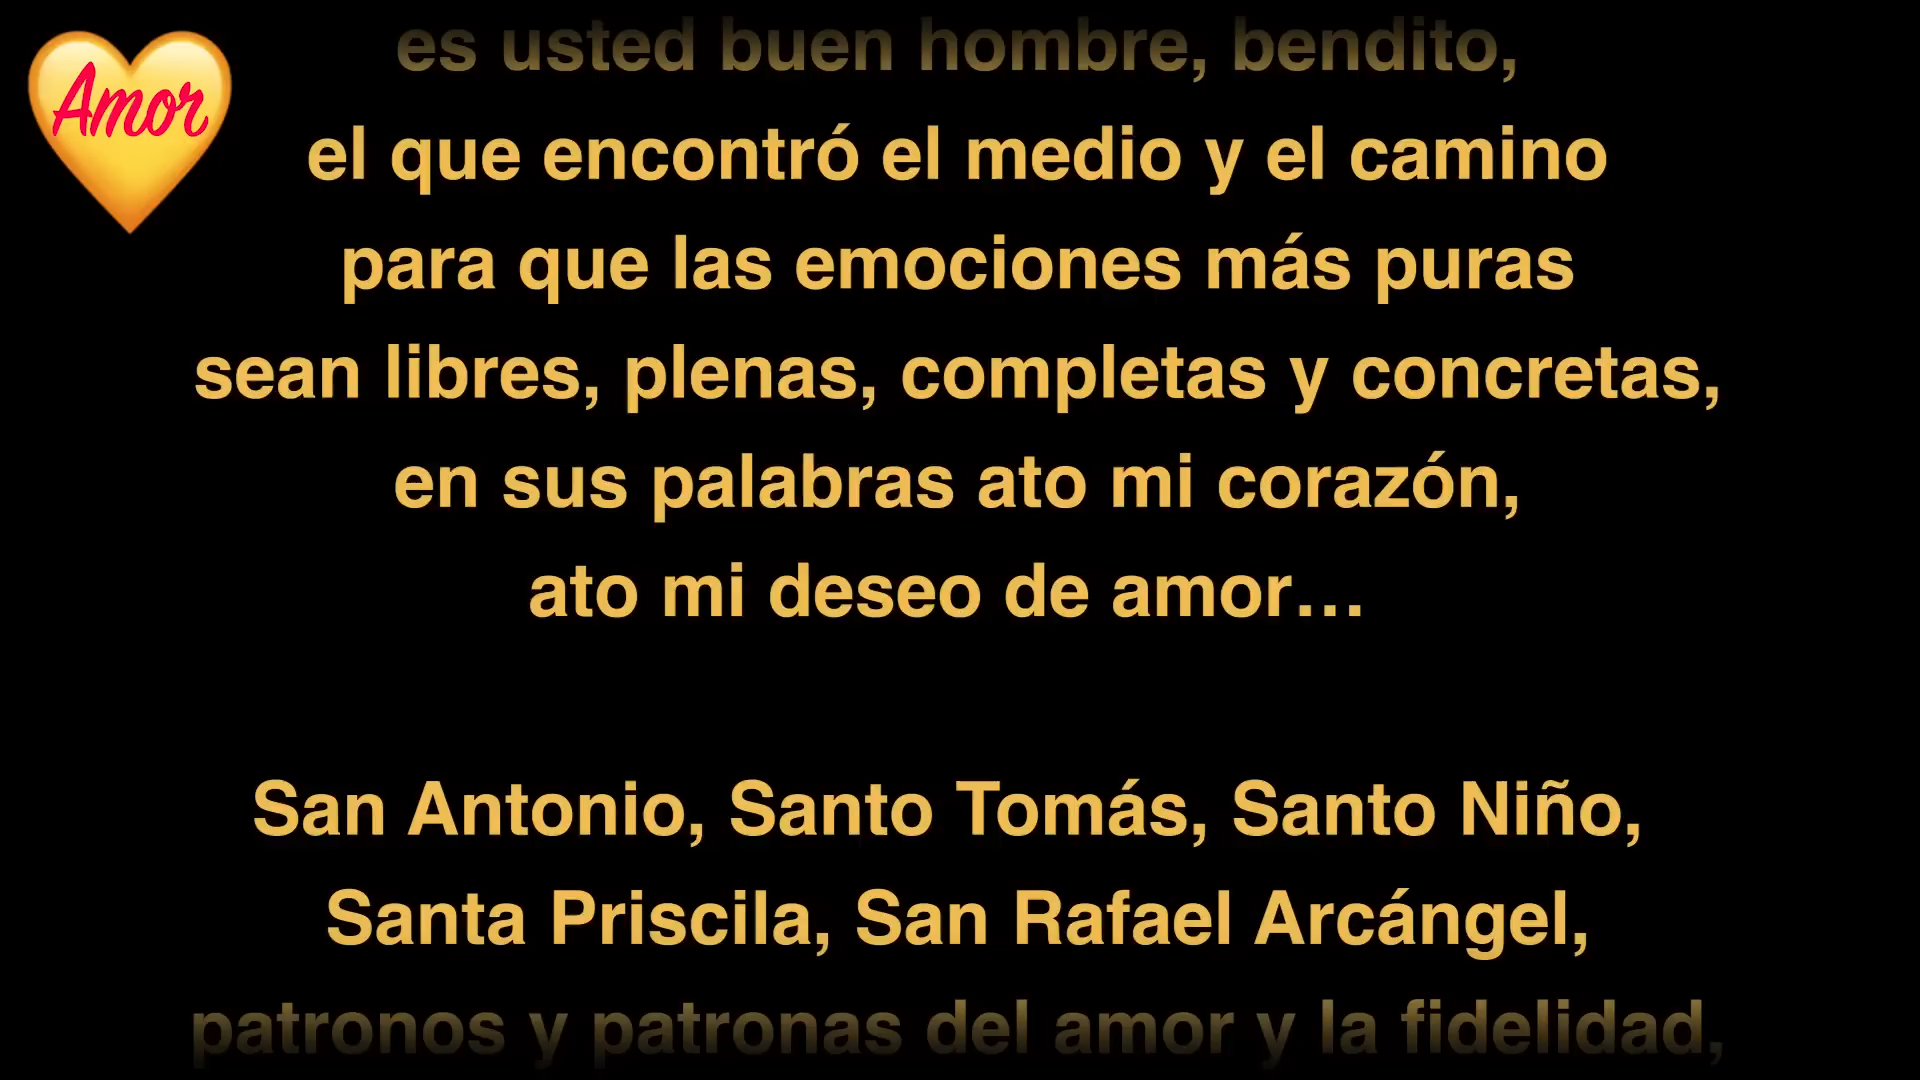 Amor
es usted buen hombre, bendito,
el que encontró el medio y el camino
para que las emociones más puras
sean libres, plenas, completas y concretas,
en sus palabras ato mi corazón,
ato mi deseo de amor…
San Antonio, Santo Tomás, Santo Niño,
Santa Priscila, San Rafael Arcángel,
patronos y patronas del amor y la fidelidad,